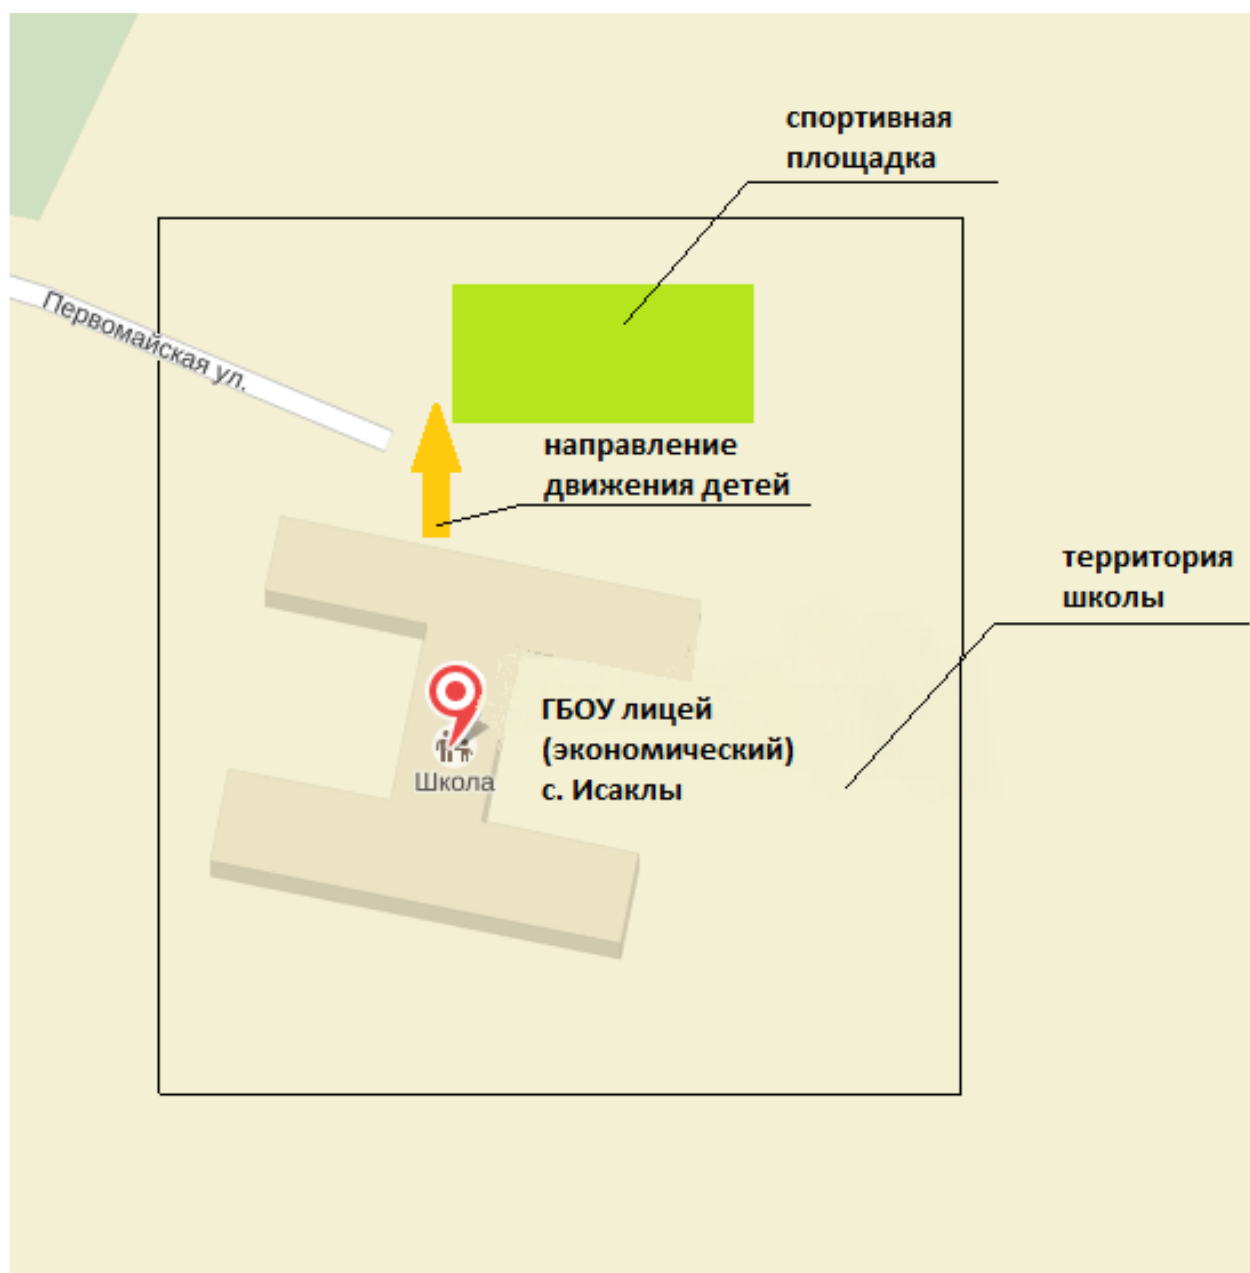 спортивная
площадка
Первомайская ул.
направление
движения детей
территория
школы
ГБОУ лицей
(экономический)
с. Исаклы
Школа